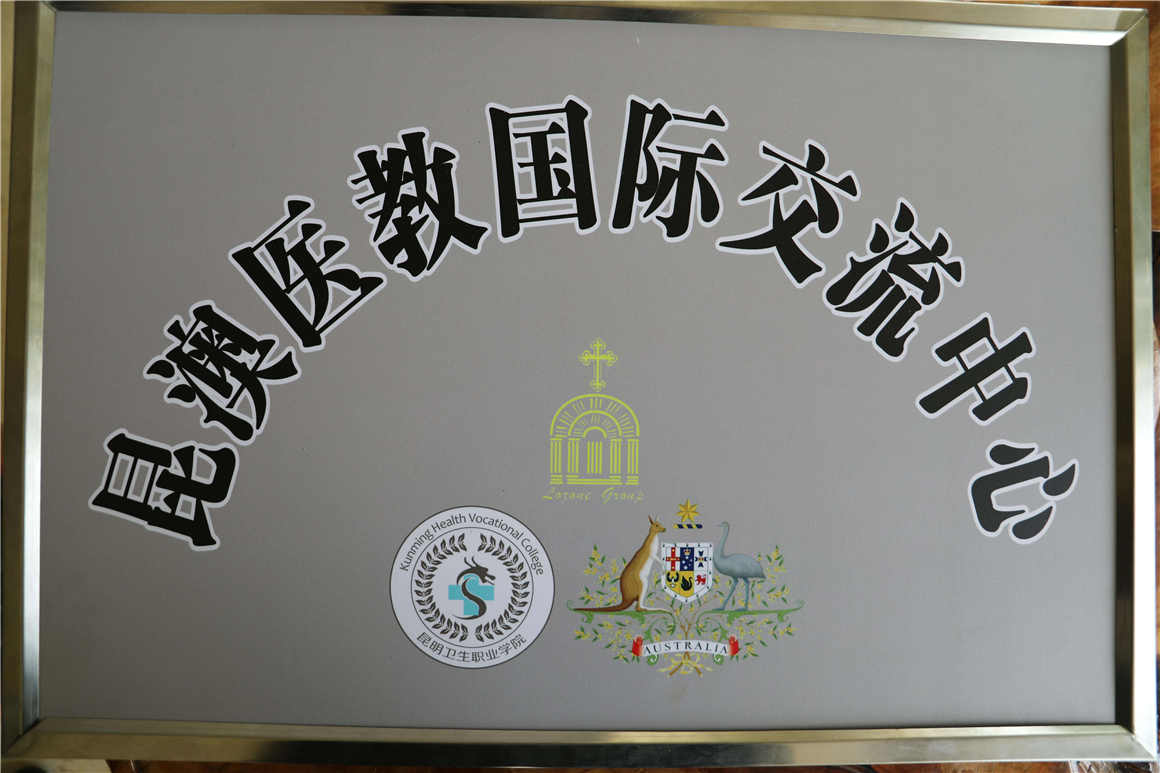 昆澳医教国际交流中心
Lorane Group
Kunming Health Vocational College
昆明卫生职业学院
AUSTRALIA